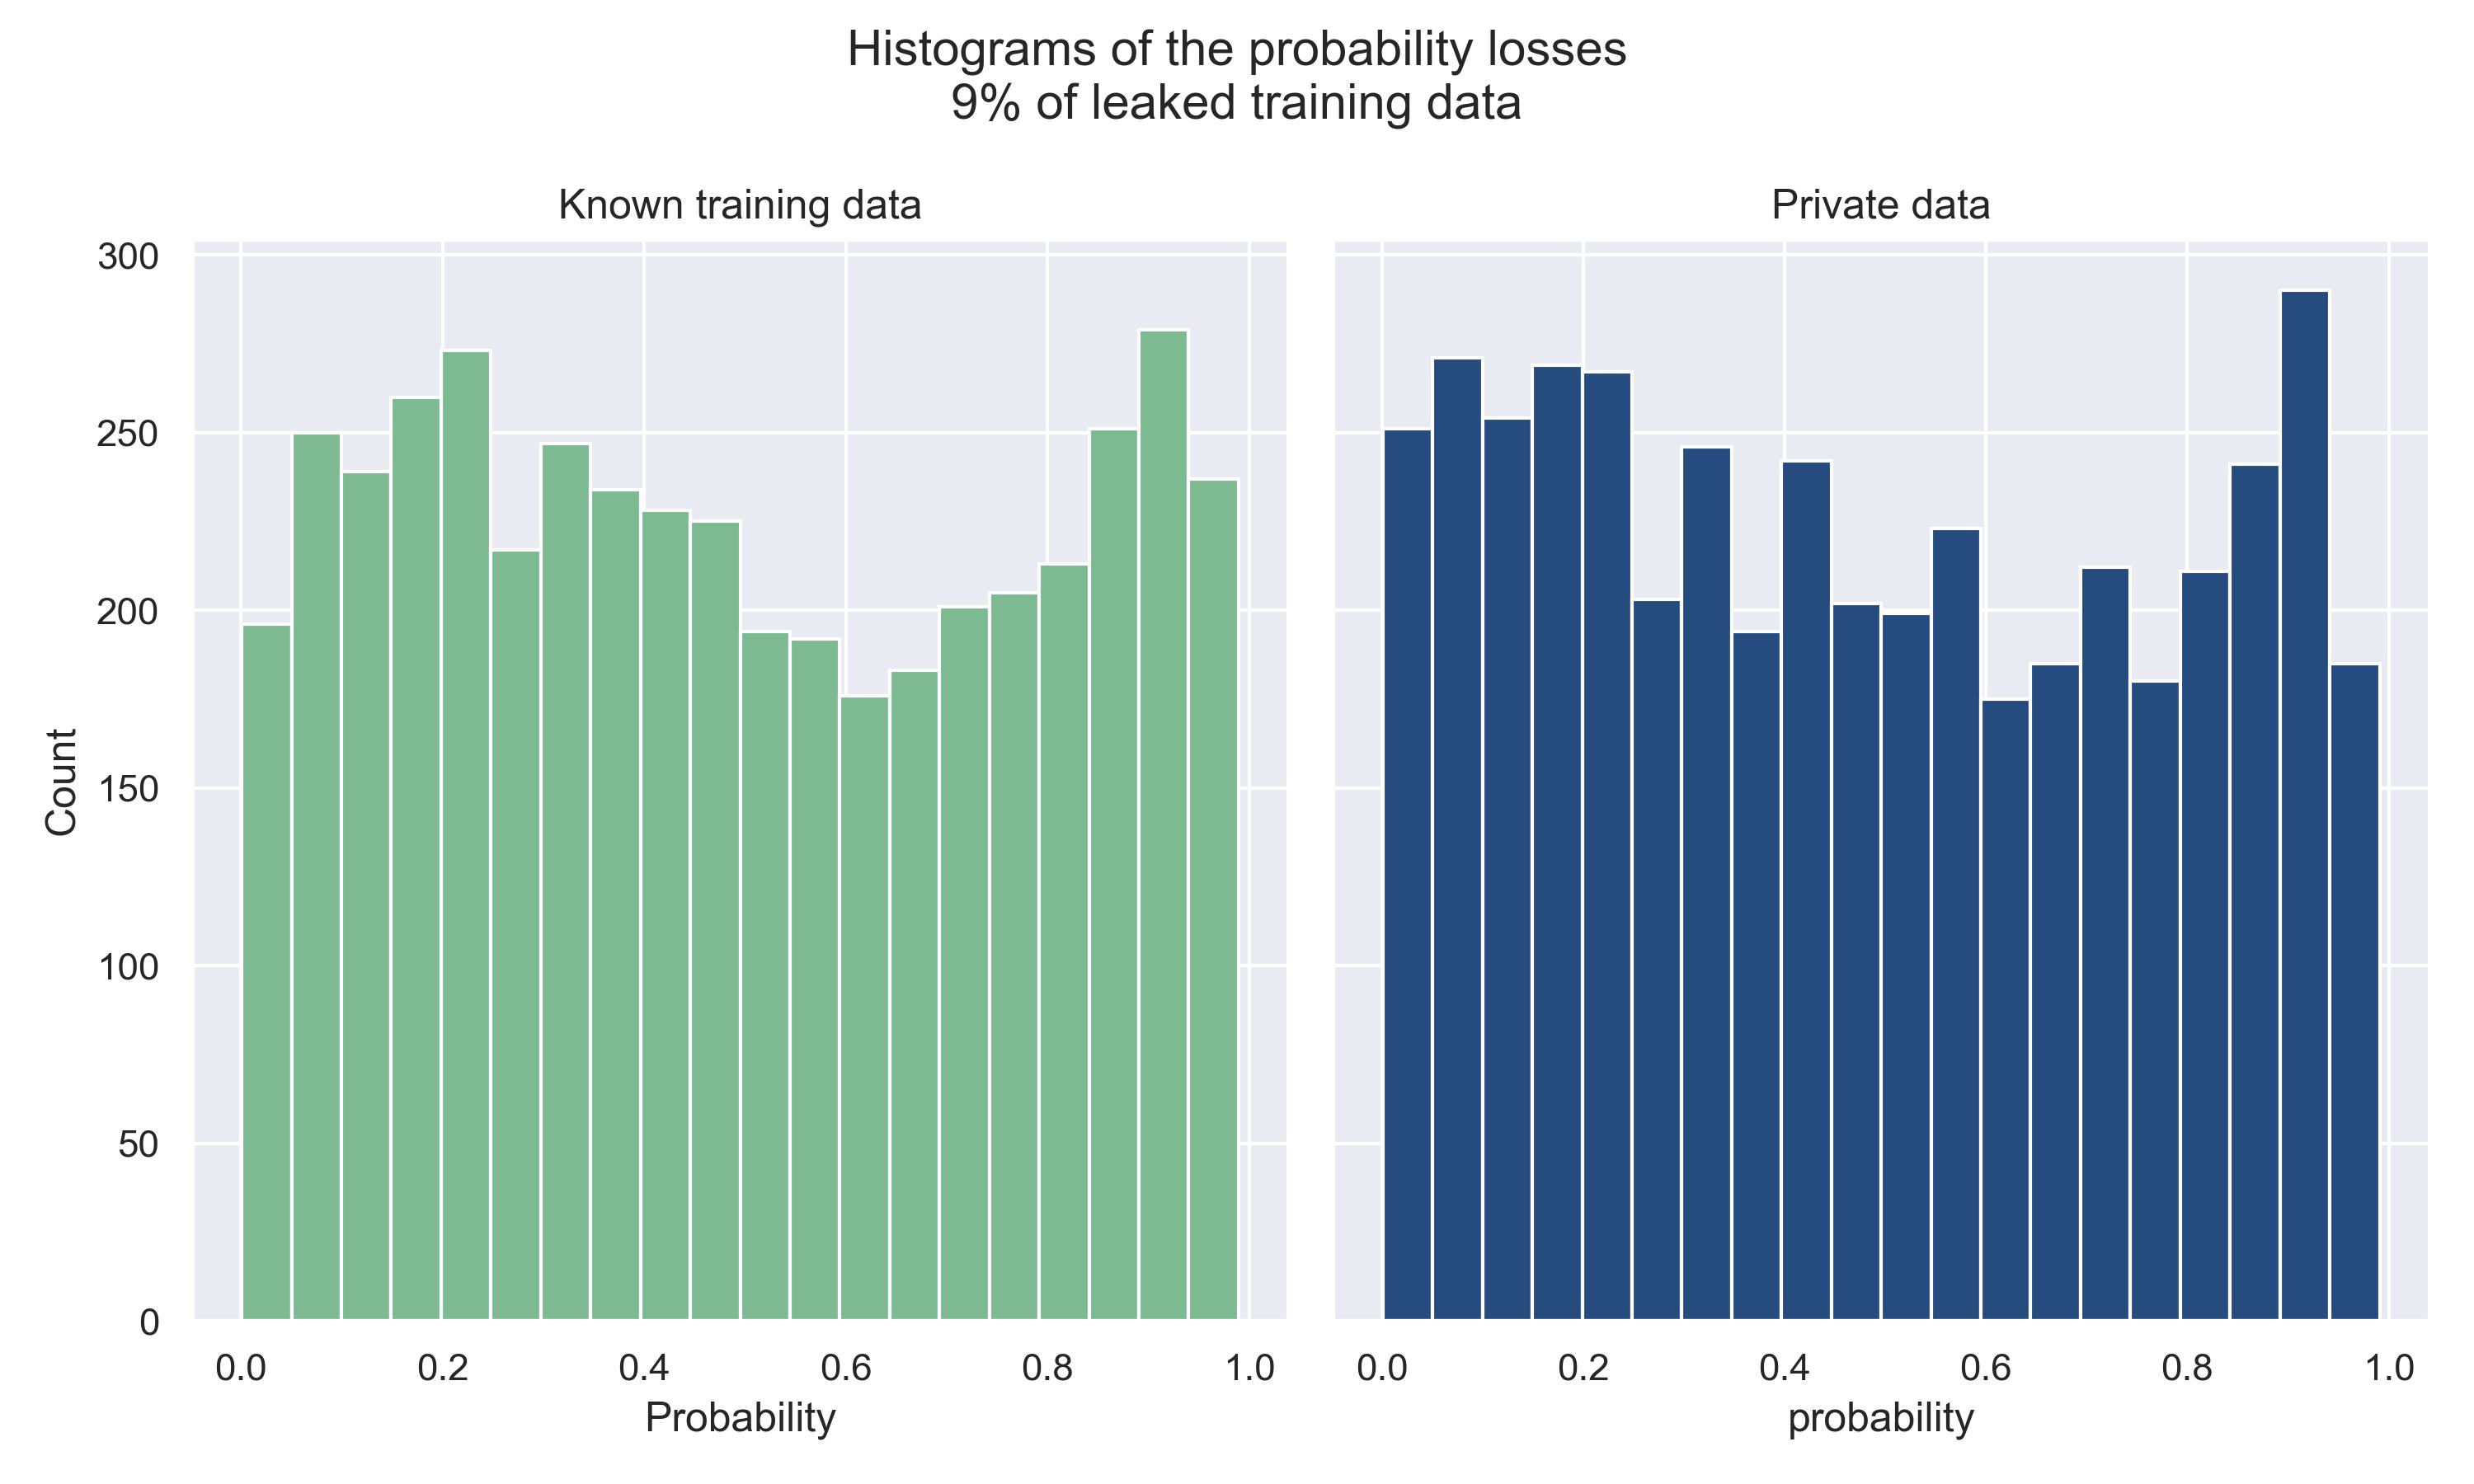 Histograms of the probability losses
9% of leaked training data
Known training data
Private data
300
250
200
150
100
50
0
Count
0.0 0.2 0.4 0.6 0.8 1.0
Probability
0.0 0.2 0.4 0.6 0.8 1.0
probability